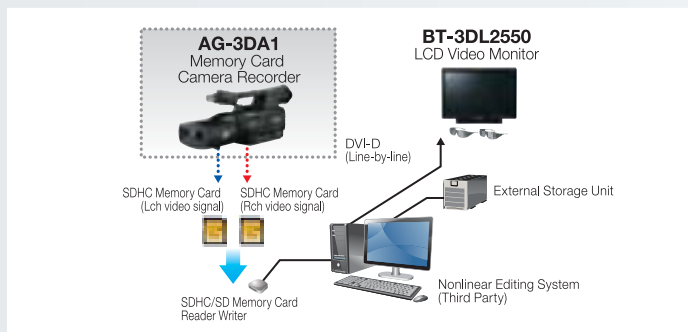 AG-3DA1
Memory Card
Camera Recorder
BT-3DL2550
LCD Video Monitor
DVI-D
(Line-by-line)
SDHC Memory Card
(Lch video signal)
SDHC Memory Card
(Rch video signal)
External Storage Unit
SDHC/SD Memory Card
Reader Writer
Nonlinear Editing System
(Third Party)